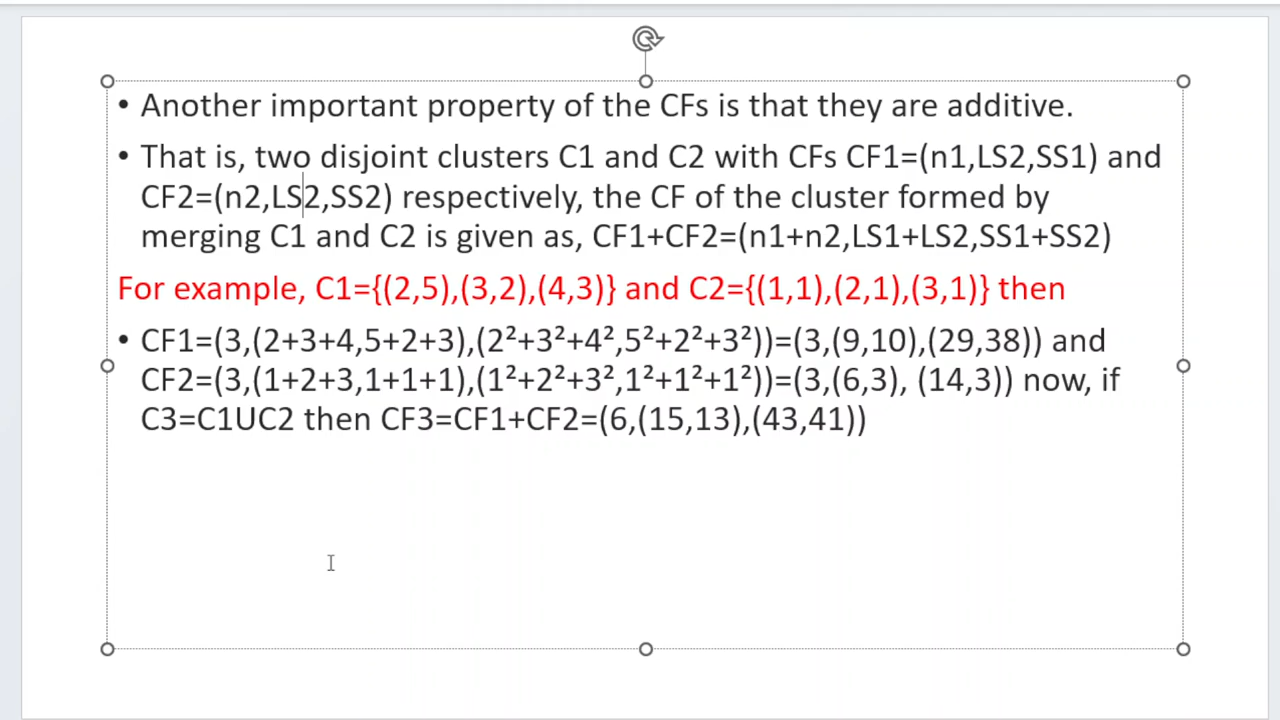 • Another important property of the CFs is that they are additive.
• That is, two disjoint clusters C1 and C2 with CFs CF1=(n1,LS2,SS1) and
CF2=(n2,LS2,SS2) respectively, the CF of the cluster formed by
merging C1 and C2 is given as, CF1+CF2=(n1+n2,LS1+LS2,SS1+SS2)
For example, C1={(2,5),(3,2),(4,3)} and C2={(1,1),(2,1),(3,1)} then
• CF1=(3,(2+3+4,5+2+3),(2²+3²+4²,5²+2²+3²))=(3,(9,10),(29,38)) and
CF2=(3,(1+2+3,1+1+1),(1²+2²+3²,1²+1²+1²))=(3,(6,3), (14,3)) now, if
C3=C1UC2 then CF3=CF1+CF2=(6,(15,13),(43,41))